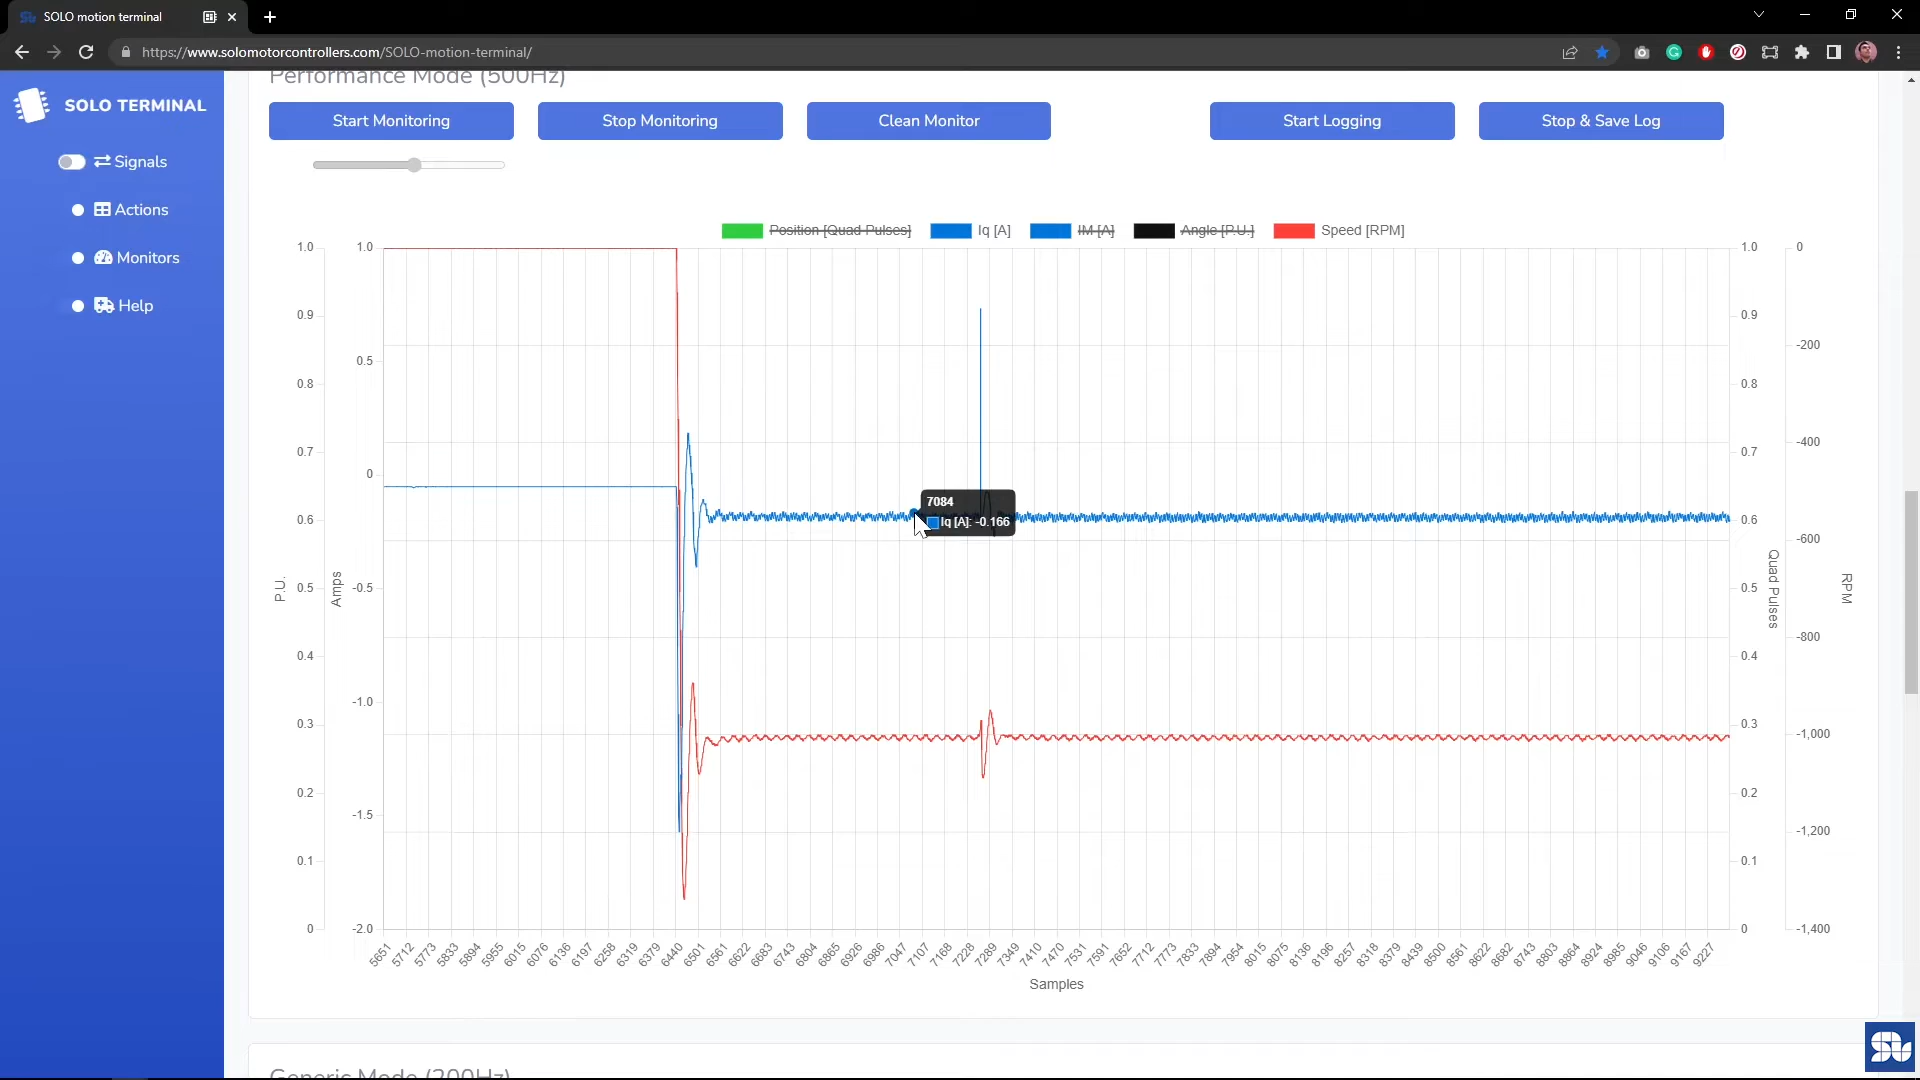 SOLO motion terminal
https://www.solomotorcontrollers.com/SOLO-motion-terminal/
SOLO TERMINAL
Signals
Actions
Monitors
Help
Performance Mode (500Hz)
Start Monitoring
Stop Monitoring
Clean Monitor
Start Logging
Stop & Save Log
Position [Quad Pulses]
Iq [A]
IM [A]
Angle [P.U.]
Speed [RPM]
1.0
0.9
0.8
0.7
0.6
0.5
0.4
0.3
0.2
0.1
0
P.U.
1.0
0.5
0
-0.5
-1.0
-1.5
-2.0
Amps
7084
Iq [A]: -0.166
1.0
0.9
0.8
0.7
0.6
0.5
0.4
0.3
0.2
0.1
0
Quad Pulses
0
-200
-400
-600
-800
-1,000
-1,200
-1,400
RPM
5651 5712 5773 5833 5894 5955 6015 6076 6136 6197 6258 6319 6379 6440 6501 6561 6622 6683 6743 6804 6865 6926 6986 7047 7107 7168 7228 7289 7349 7410 7470 7531 7591 7652 7712 7773 7833 7894 7954 8015 8075 8136 8196 8257 8318 8379 8439 8500 8561 8622 8682 8743 8803 8864 8924 8985 9046 9106 9167 9227
Samples
Generic Mode (200Hz)